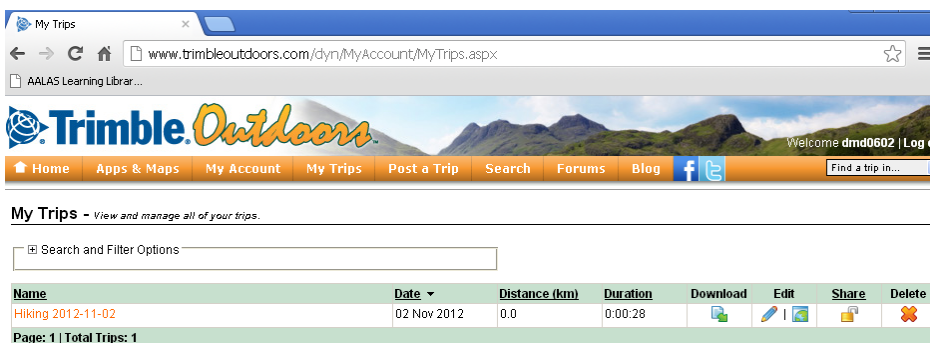 My Trips
www.trimbleoutdoors.com/dyn/MyAccount/MyTrips.aspx
AALAS Learning Librar...
Trimble. Outdoors
Welcome dmd0602 | Log
Home Apps & Maps My Account My Trips Post a Trip Search Forums Blog f Find a trip in...
My Trips - View and manage all of your trips.
Search and Filter Options
Name Date Distance (km) Duration Download Edit Share Delete
Hiking 2012-11-02 02 Nov 2012 0.0 0:00:28 |
Page: 1 | Total Trips: 1